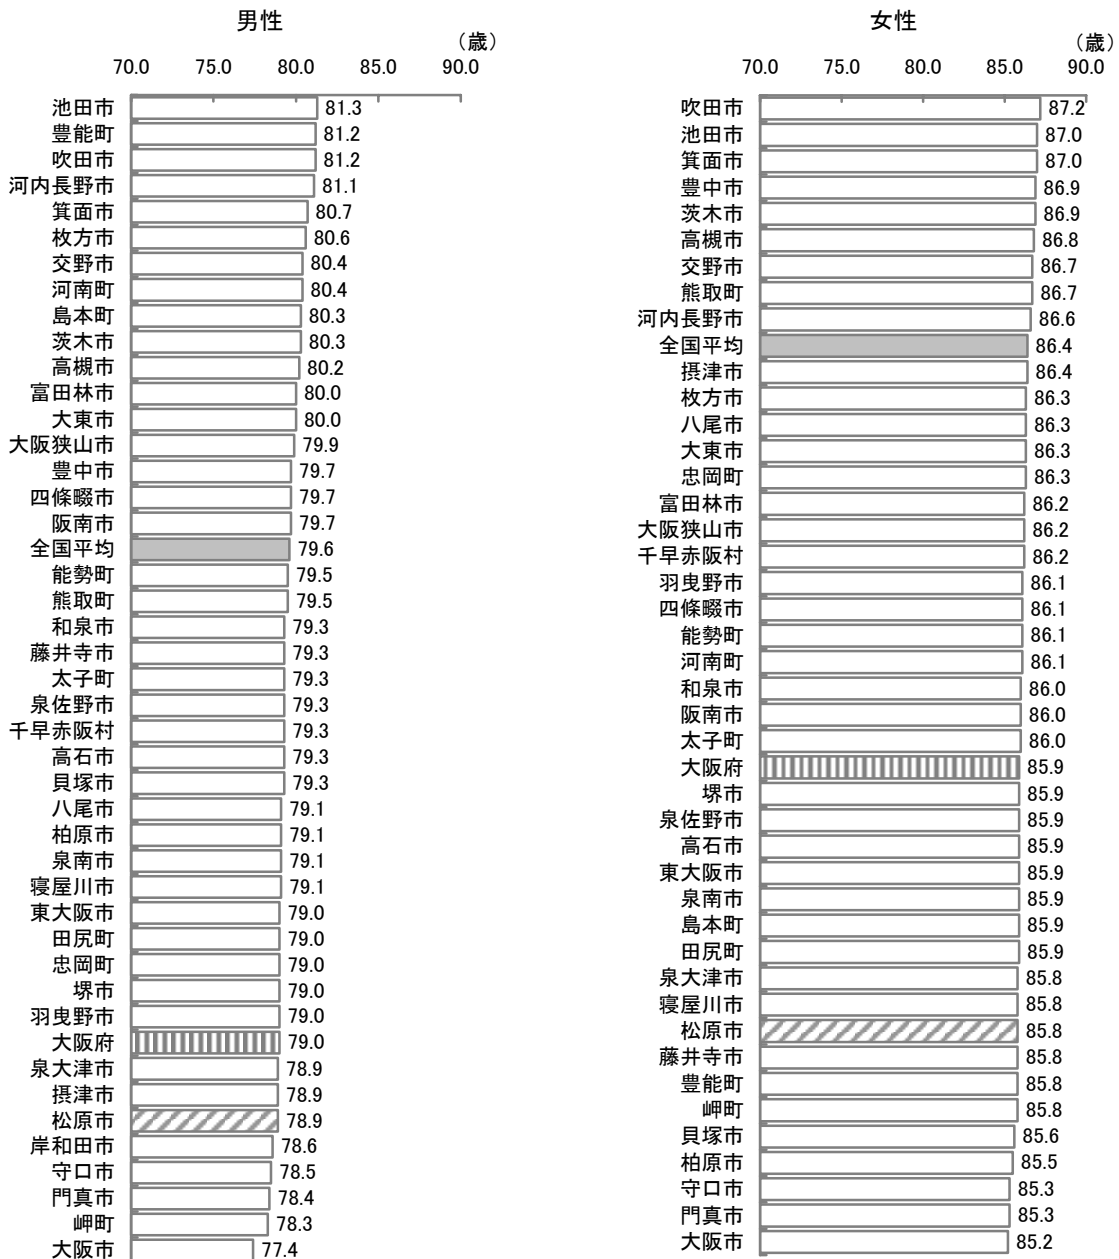 男性
（歳）
70.0 75.0 80.0 85.0 90.0
池田市 81.3
豊能町 81.2
吹田市 81.2
河内長野市 81.1
箕面市 80.7
枚方市 80.6
交野市 80.4
河南町 80.4
島本町 80.3
茨木市 80.3
高槻市 80.2
富田林市 80.0
大東市 80.0
大阪狭山市 79.9
豊中市 79.7
四條畷市 79.7
阪南市 79.7
全国平均 79.6
能勢町 79.5
熊取町 79.5
和泉市 79.3
藤井寺市 79.3
太子町 79.3
泉佐野市 79.3
千早赤阪村 79.3
高石市 79.3
貝塚市 79.3
八尾市 79.1
柏原市 79.1
泉南市 79.1
寝屋川市 79.1
東大阪市 79.0
田尻町 79.0
忠岡町 79.0
堺市 79.0
羽曳野市 79.0
大阪府 79.0
泉大津市 78.9
摂津市 78.9
松原市 78.9
岸和田市 78.6
守口市 78.5
門真市 78.4
岬町 78.3
大阪市 77.4
女性
（歳）
70.0 75.0 80.0 85.0 90.0
吹田市 87.2
池田市 87.0
箕面市 87.0
豊中市 86.9
茨木市 86.9
高槻市 86.8
交野市 86.7
熊取町 86.7
河内長野市 86.6
全国平均 86.4
摂津市 86.4
枚方市 86.3
八尾市 86.3
大東市 86.3
忠岡町 86.3
富田林市 86.2
大阪狭山市 86.2
千早赤阪村 86.2
羽曳野市 86.1
四條畷市 86.1
能勢町 86.1
河南町 86.1
和泉市 86.0
阪南市 86.0
太子町 86.0
大阪府 85.9
堺市 85.9
泉佐野市 85.9
高石市 85.9
東大阪市 85.9
泉南市 85.9
島本町 85.9
田尻町 85.9
泉大津市 85.8
寝屋川市 85.8
松原市 85.8
藤井寺市 85.8
豊能町 85.8
岬町 85.8
貝塚市 85.6
柏原市 85.5
守口市 85.3
門真市 85.3
大阪市 85.2